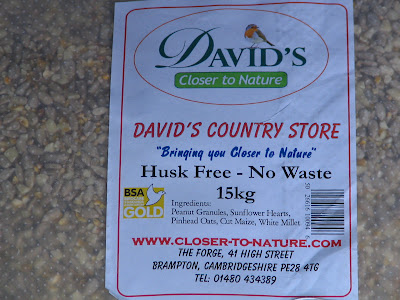 DAVID'S
Closer to Nature
DAVID'S COUNTRY STORE
"Bringing you Closer to Nature"
Husk Free - No Waste
15kg
BSA
GOLD
Ingredients:
Peanut Granules, Sunflower Hearts,
Pinhead Oats, Cut Maize, White Millet
WWW.CLOSER-TO-NATURE.COM
THE FORGE, 41 HIGH STREET
BRAMPTON, CAMBRIDGESHIRE PE28 4TG
TEL: 01480 434389